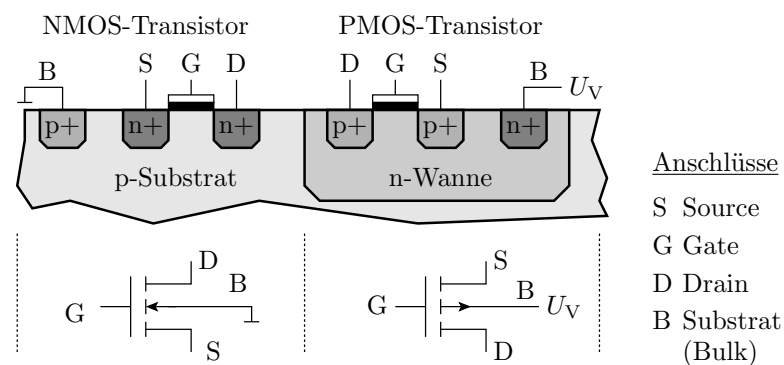 NMOS-Transistor PMOS-Transistor
B S G D D G S B U_V
p+ n+ n+ p+ p+ n+
p-Substrat n-Wanne
Anschlüsse
S Source
G Gate
D Drain
B Substrat
(Bulk)
D S
G B G B U_V
S D